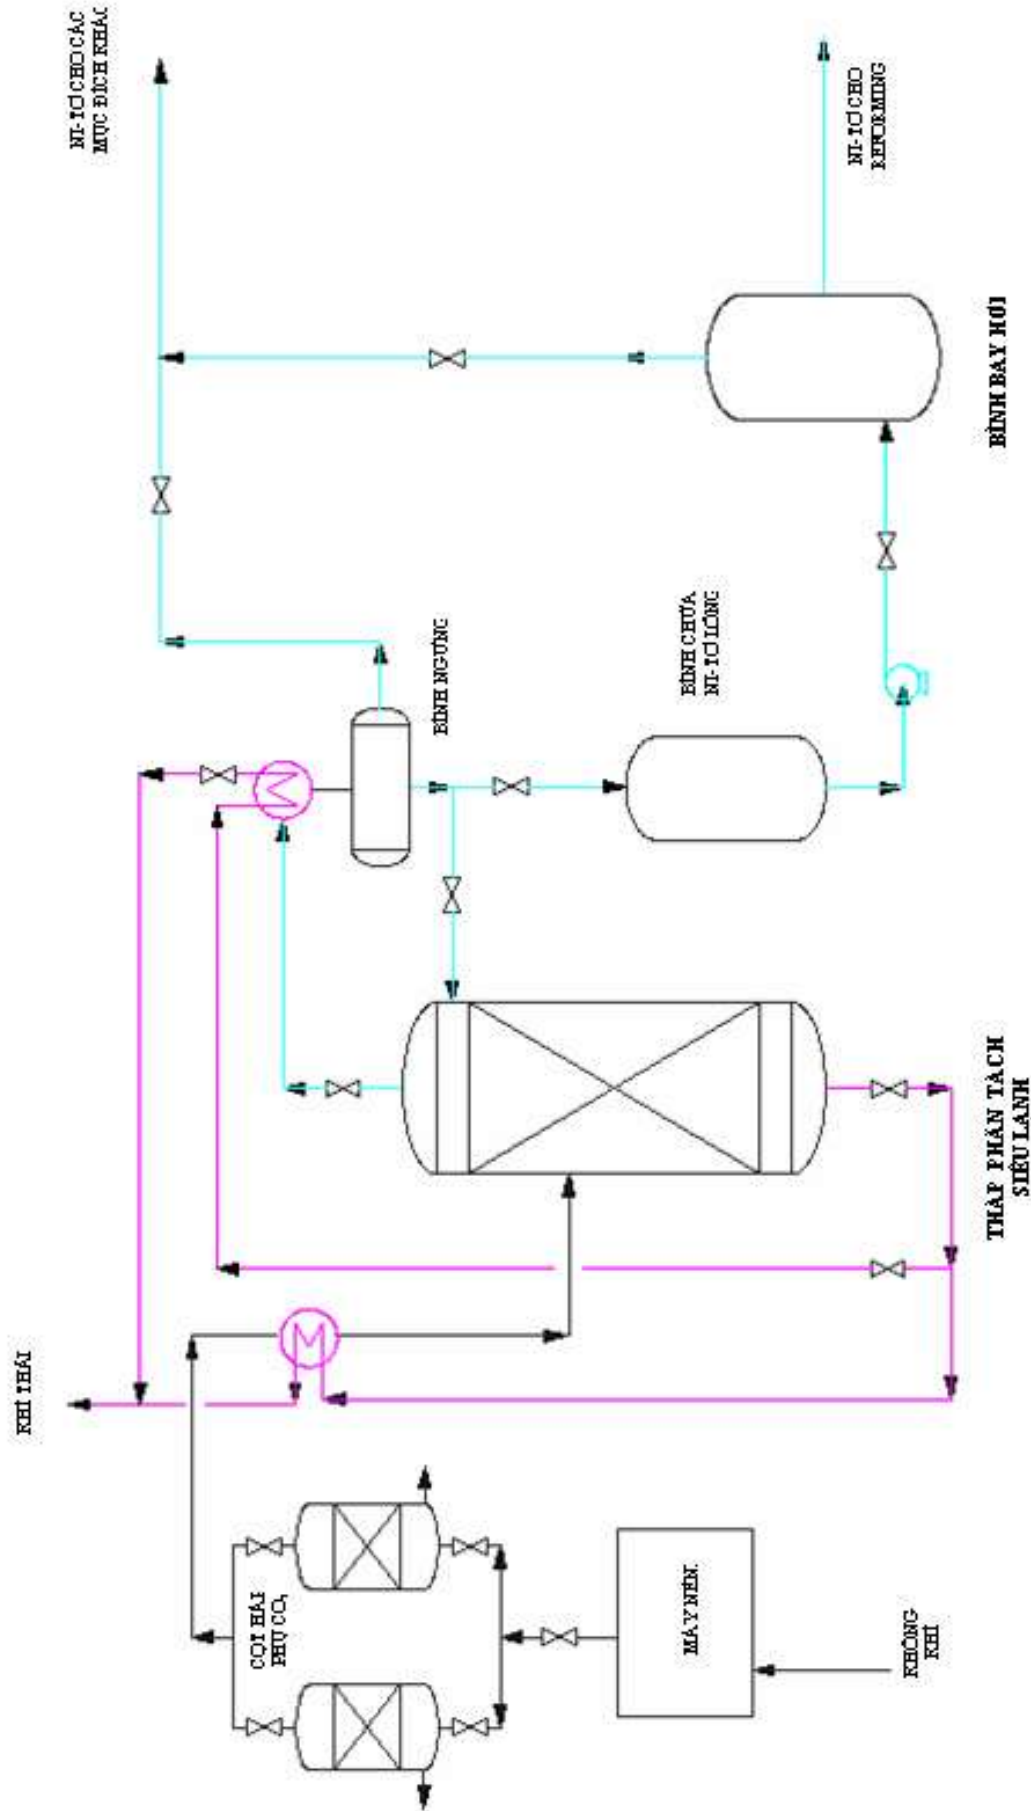 KHÍ THẢI
NI-TƠ CHO CÁC
MỤC ĐÍCH KHÁC
CỘT HẤP
PHỤ CO₂
MÁY NÉN
KHÔNG
KHÍ
BÌNH NGƯNG
BÌNH CHỨA
NI-TƠ LỎNG
NI-TƠ CHO
REFORMING
THÁP PHÂN TÁCH
SIÊU LẠNH
BÌNH BAY HƠI